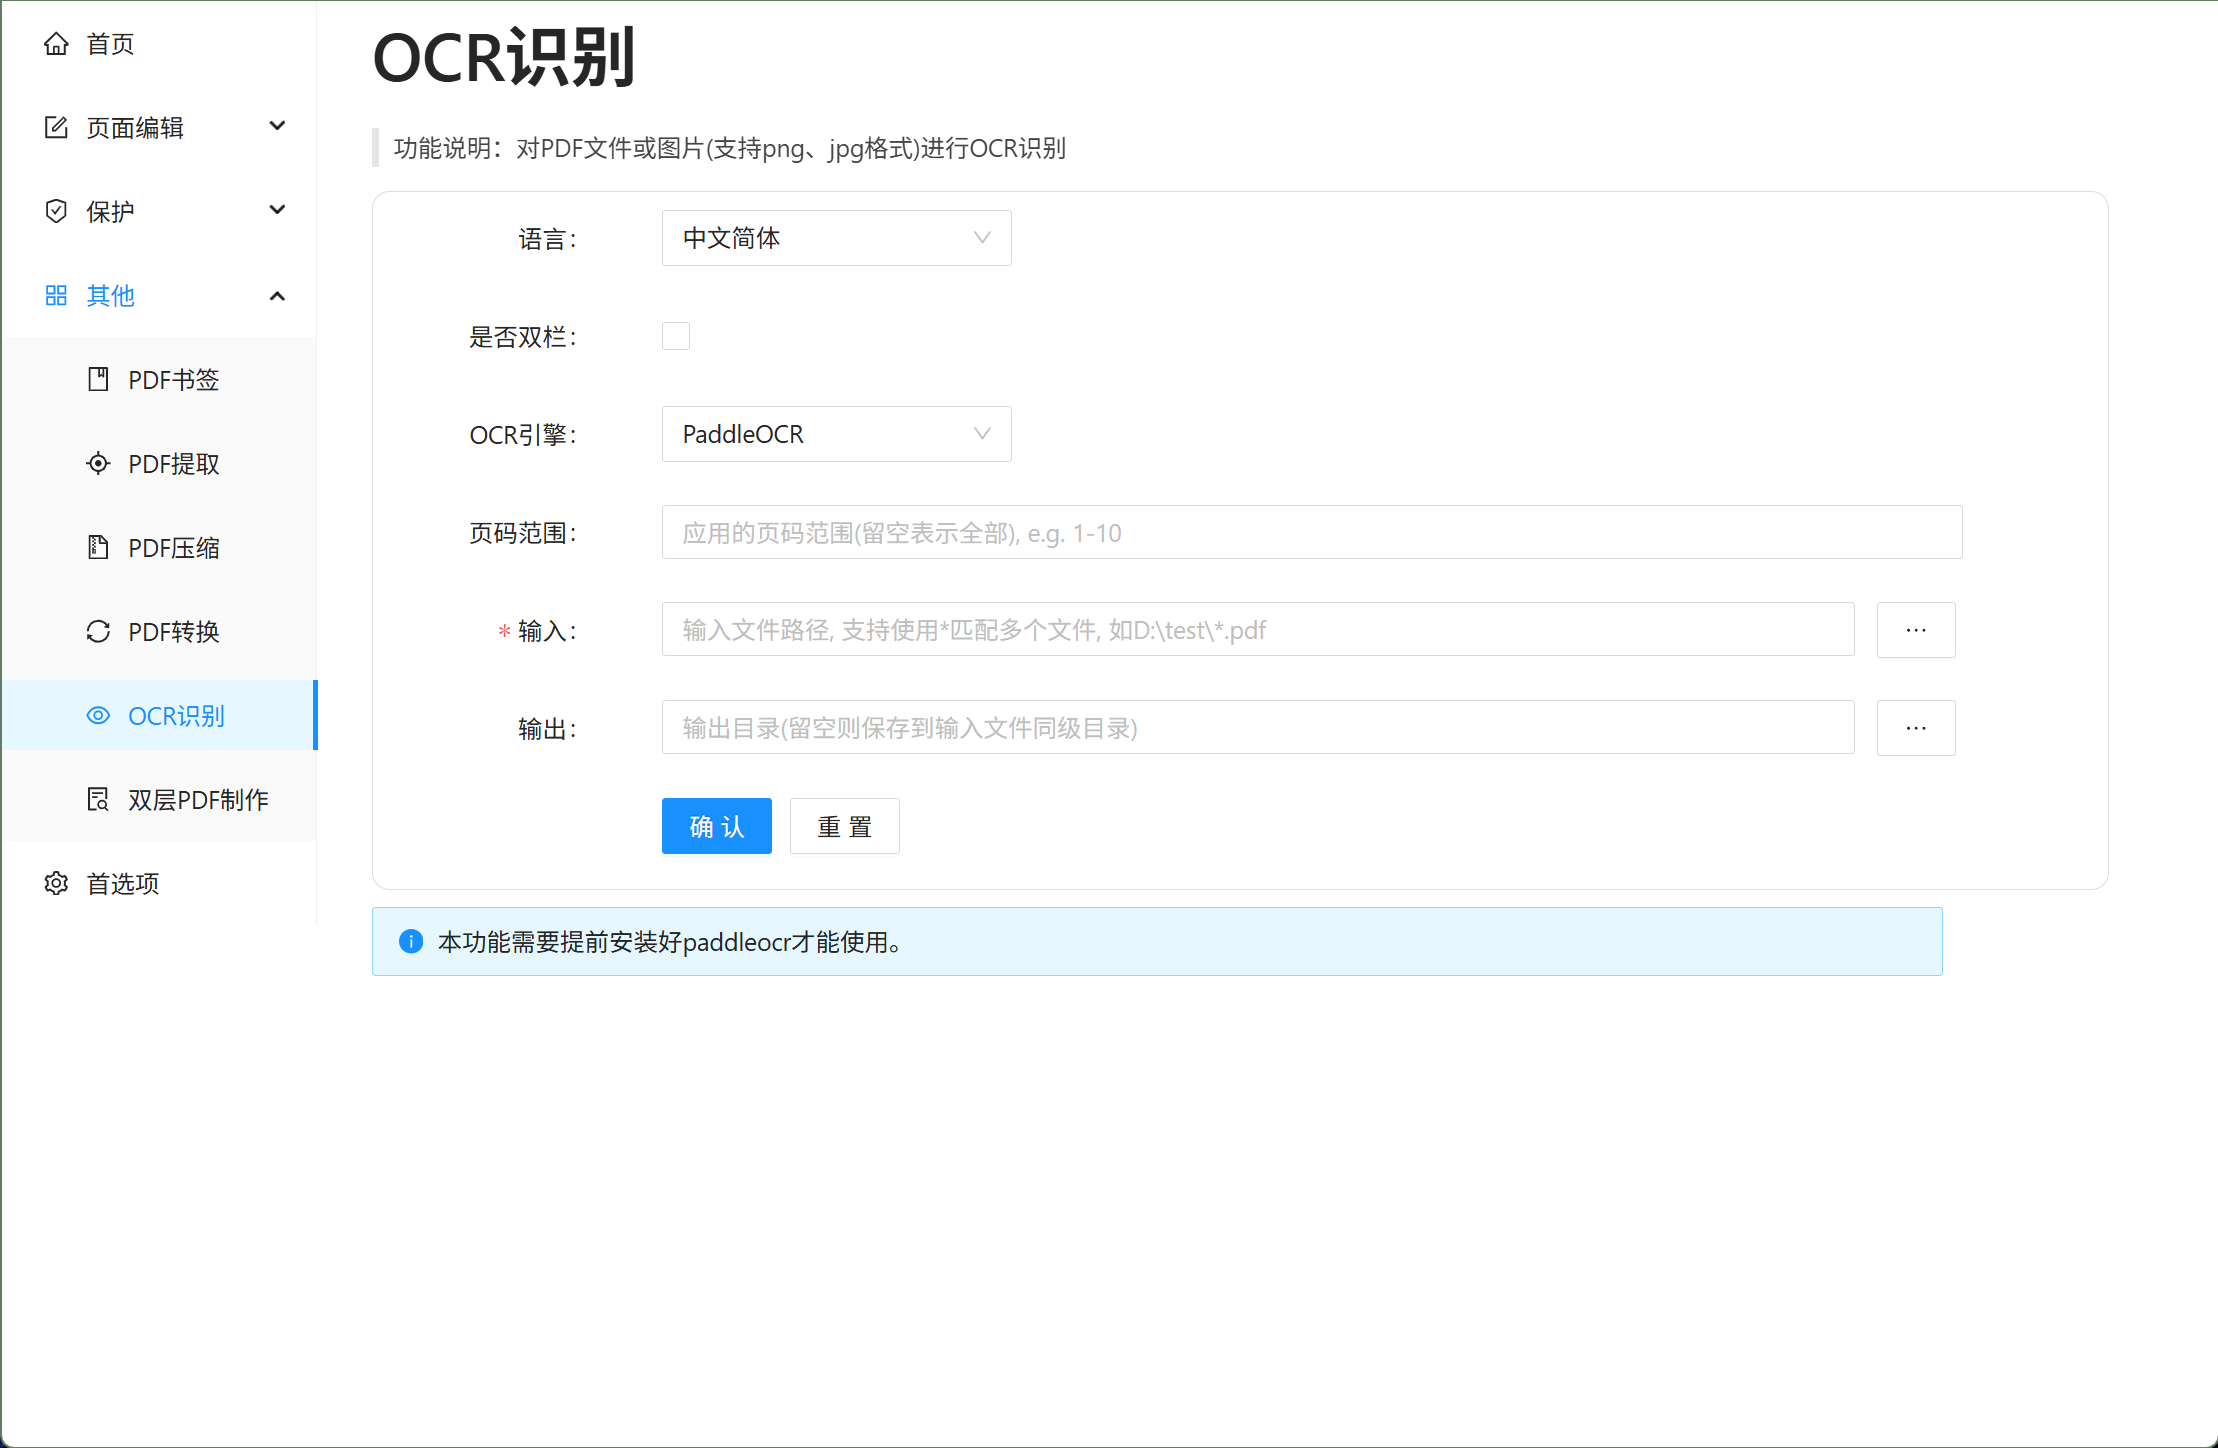 首页
页面编辑
保护
其他
PDF书签
PDF提取
PDF压缩
PDF转换
OCR识别
双层PDF制作
首选项
OCR识别
功能说明：对PDF文件或图片(支持png、jpg格式)进行OCR识别
语言： 中文简体
是否双栏：
OCR引擎： PaddleOCR
页码范围： 应用的页码范围(留空表示全部), e.g. 1-10
* 输入： 输入文件路径, 支持使用*匹配多个文件, 如D:\test\*.pdf ...
输出： 输出目录(留空则保存到输入文件同级目录) ...
确 认 重 置
本功能需要提前安装好paddleocr才能使用。